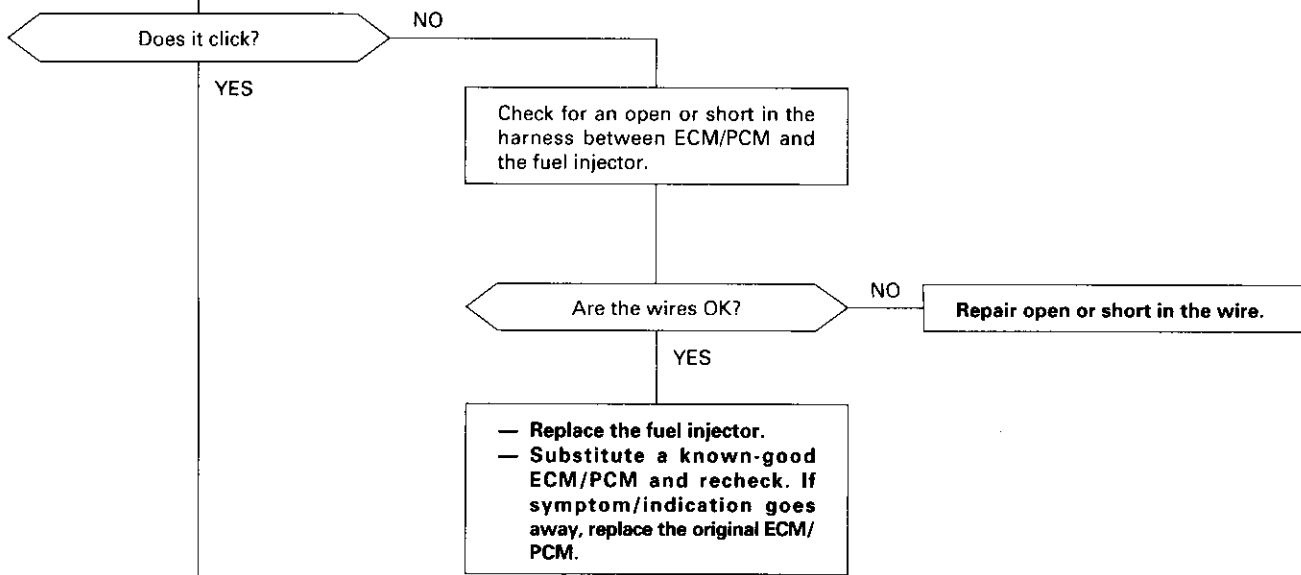 Does it click?
NO
YES
Check for an open or short in the
harness between ECM/PCM and
the fuel injector.
Are the wires OK?
NO
Repair open or short in the wire.
YES
— Replace the fuel injector.
— Substitute a known-good
ECM/PCM and recheck. If
symptom/indication goes
away, replace the original ECM/
PCM.